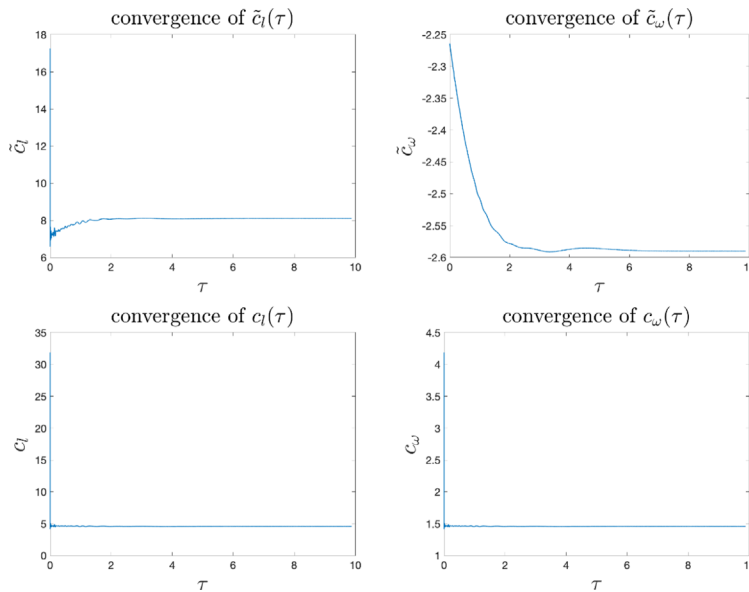 convergence of c̃ₗ(τ)
18
16
14
12
10
8
6
c̃ₗ
0 2 4 6 8 10
τ
convergence of c̃_ω(τ)
-2.25
-2.3
-2.35
-2.4
-2.45
-2.5
-2.55
-2.6
c̃_ω
0 2 4 6 8 1
τ
convergence of cₗ(τ)
35
30
25
20
15
10
5
0
cₗ
0 2 4 6 8 10
τ
convergence of c_ω(τ)
4.5
4
3.5
3
2.5
2
1.5
1
c_ω
0 2 4 6 8 1
τ